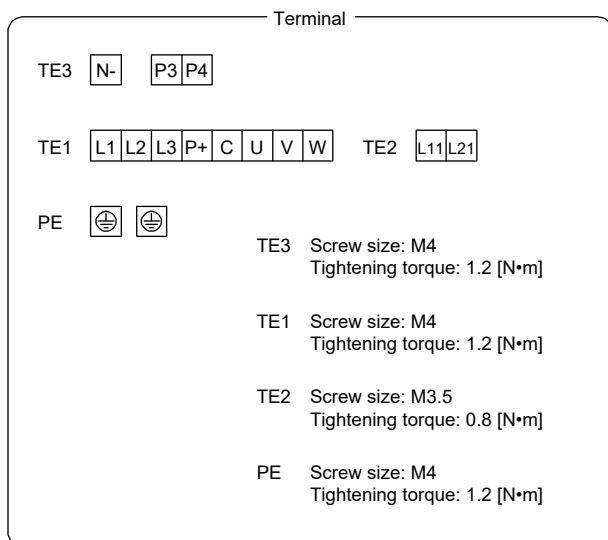 Terminal
TE3 N- P3 P4
TE1 L1 L2 L3 P+ C U V W TE2 L11 L21
PE
TE3 Screw size: M4
Tightening torque: 1.2 [N•m]
TE1 Screw size: M4
Tightening torque: 1.2 [N•m]
TE2 Screw size: M3.5
Tightening torque: 0.8 [N•m]
PE Screw size: M4
Tightening torque: 1.2 [N•m]